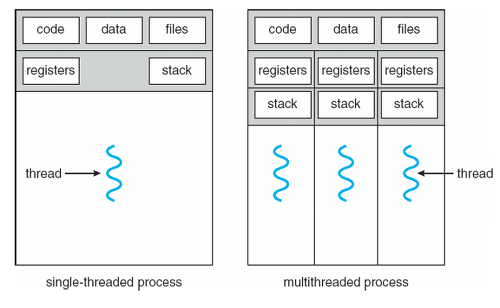 code data files code data files
registers stack registers registers registers
stack stack stack
thread thread
single-threaded process multithreaded process